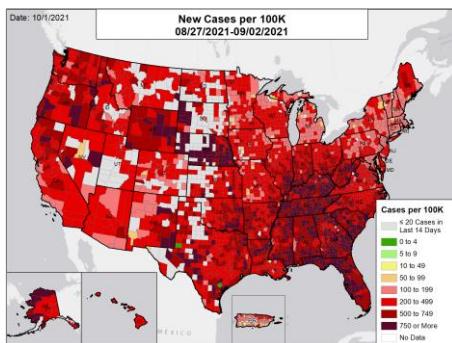 Date: 10/1/2021
New Cases per 100K
08/27/2021-09/02/2021
Cases per 100K
≤ 20 Cases in
Last 14 Days
0 to 4
5 to 9
10 to 49
50 to 99
100 to 199
200 to 499
500 to 749
750 or More
No Data
MÉXICO